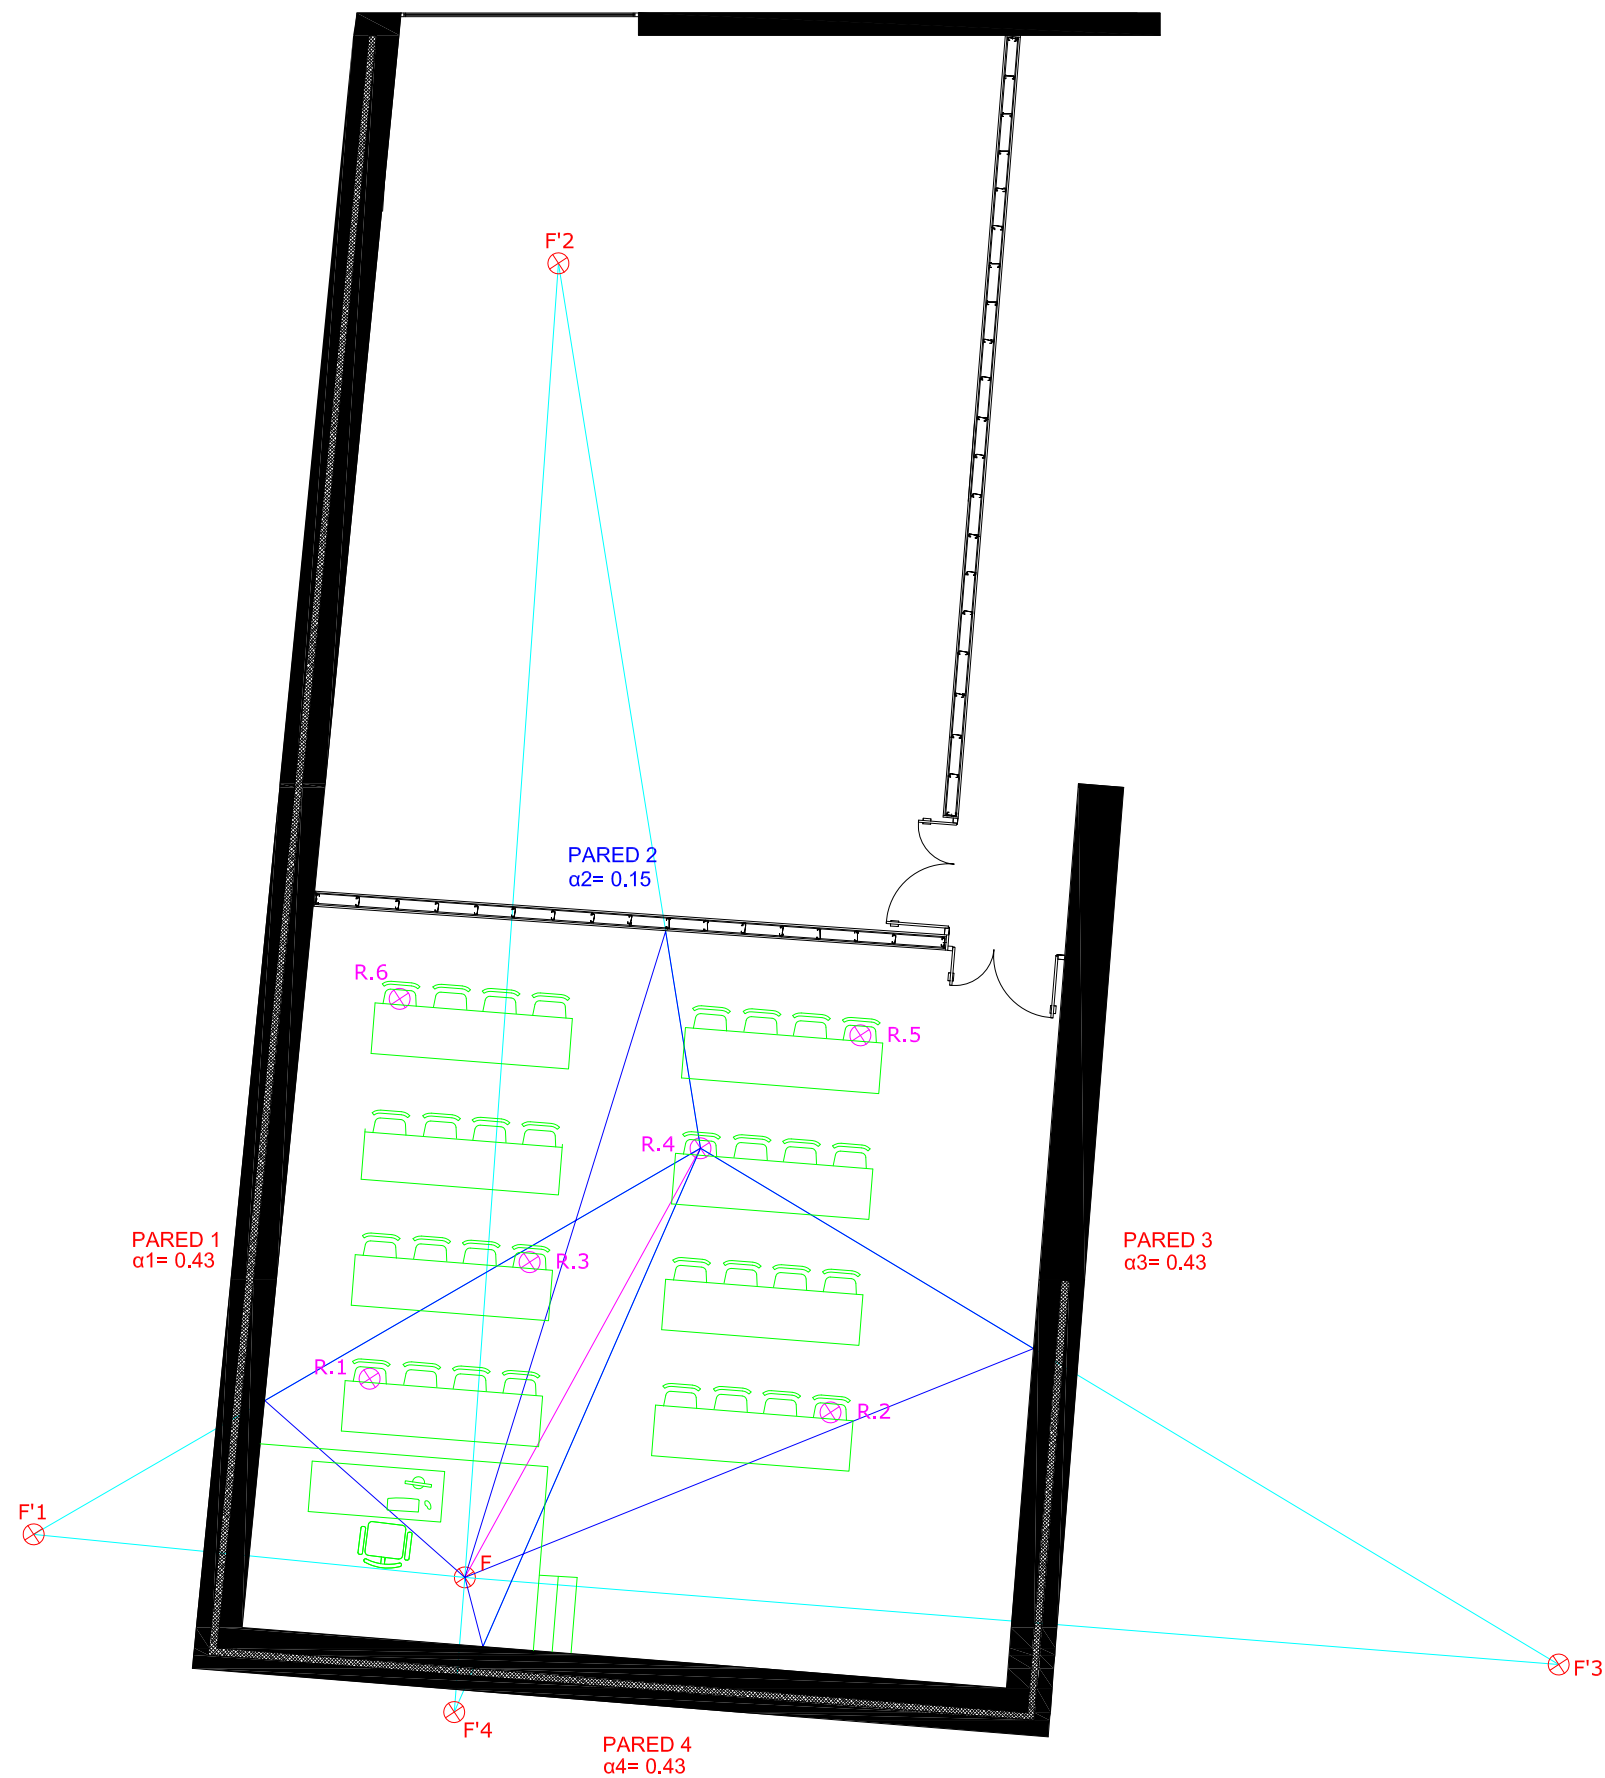 F'2
PARED 2
α2= 0.15
R.6
R.5
R.4
PARED 1
α1= 0.43
PARED 3
α3= 0.43
R.3
R.1
R.2
F'1
F
F'3
F'4
PARED 4
α4= 0.43